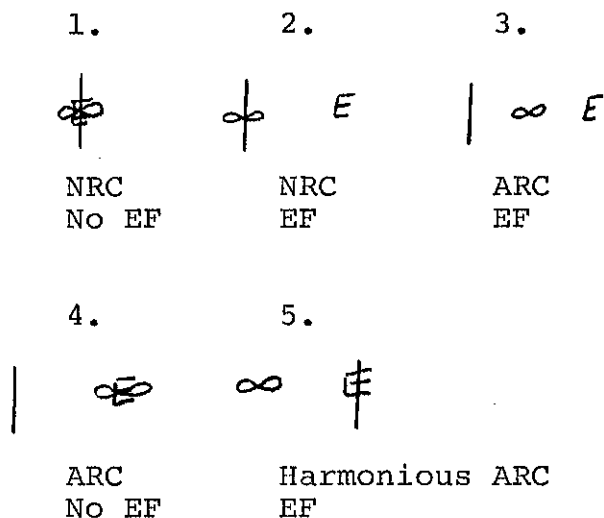 1. 2. 3.
∞E E ∞ E
NRC NRC ARC
No EF EF EF
4. 5.
∞E ∞ E
ARC Harmonious ARC
No EF EF